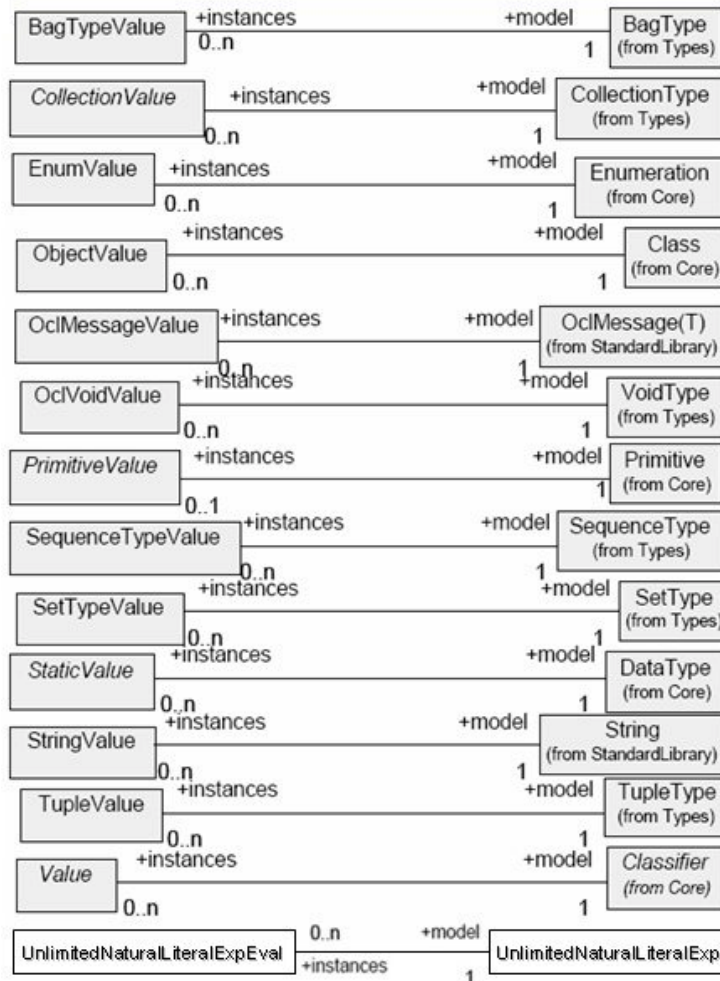 BagTypeValue +instances +model BagType
0..n 1 (from Types)
CollectionValue +instances +model CollectionType
0..n 1 (from Types)
EnumValue +instances +model Enumeration
0..n 1 (from Core)
ObjectValue +instances +model Class
0..n 1 (from Core)
OclMessageValue +instances +model OclMessage(T)
0..n 1 (from StandardLibrary)
OclVoidValue +instances +model VoidType
0..n 1 (from Types)
PrimitiveValue +instances +model Primitive
0..1 1 (from Core)
SequenceTypeValue +instances +model SequenceType
0..n 1 (from Types)
SetTypeValue +instances +model SetType
0..n 1 (from Types)
StaticValue +instances +model DataType
0..n 1 (from Core)
StringValue +instances +model String
0..n 1 (from StandardLibrary)
TupleValue +instances +model TupleType
0..n 1 (from Types)
Value +instances +model Classifier
0..n 1 (from Core)
0..n +model
UnlimitedNaturalLiteralExpEval UnlimitedNaturalLiteralExp
+instances 1